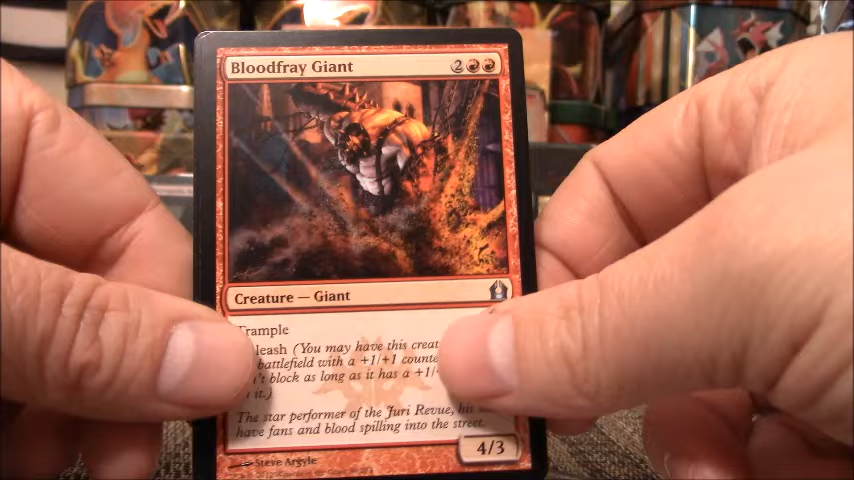 Bloodfray Giant 2
Creature — Giant
Trample
leash (You may have this creat
battlefield with a +1/+1 counte
't block as long as it has a +1/
it.)
The star performer of the Juri Revue, his
have fans and blood spilling into the street.
4/3
Steve Argyle